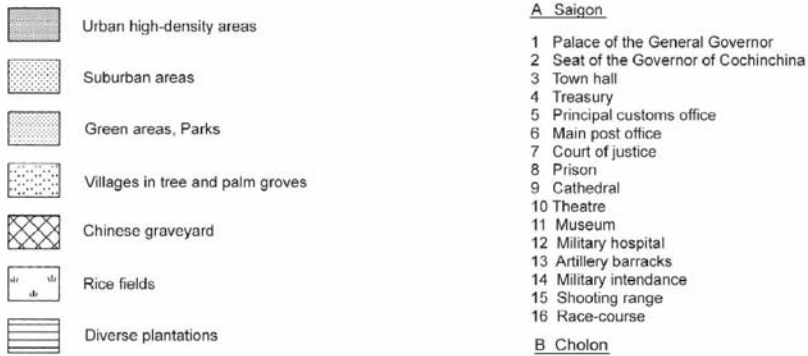 Urban high-density areas
Suburban areas
Green areas, Parks
Villages in tree and palm groves
Chinese graveyard
Rice fields
Diverse plantations
A Saigon
1 Palace of the General Governor
2 Seat of the Governor of Cochinchina
3 Town hall
4 Treasury
5 Principal customs office
6 Main post office
7 Court of justice
8 Prison
9 Cathedral
10 Theatre
11 Museum
12 Military hospital
13 Artillery barracks
14 Military intendance
15 Shooting range
16 Race-course
B Cholon